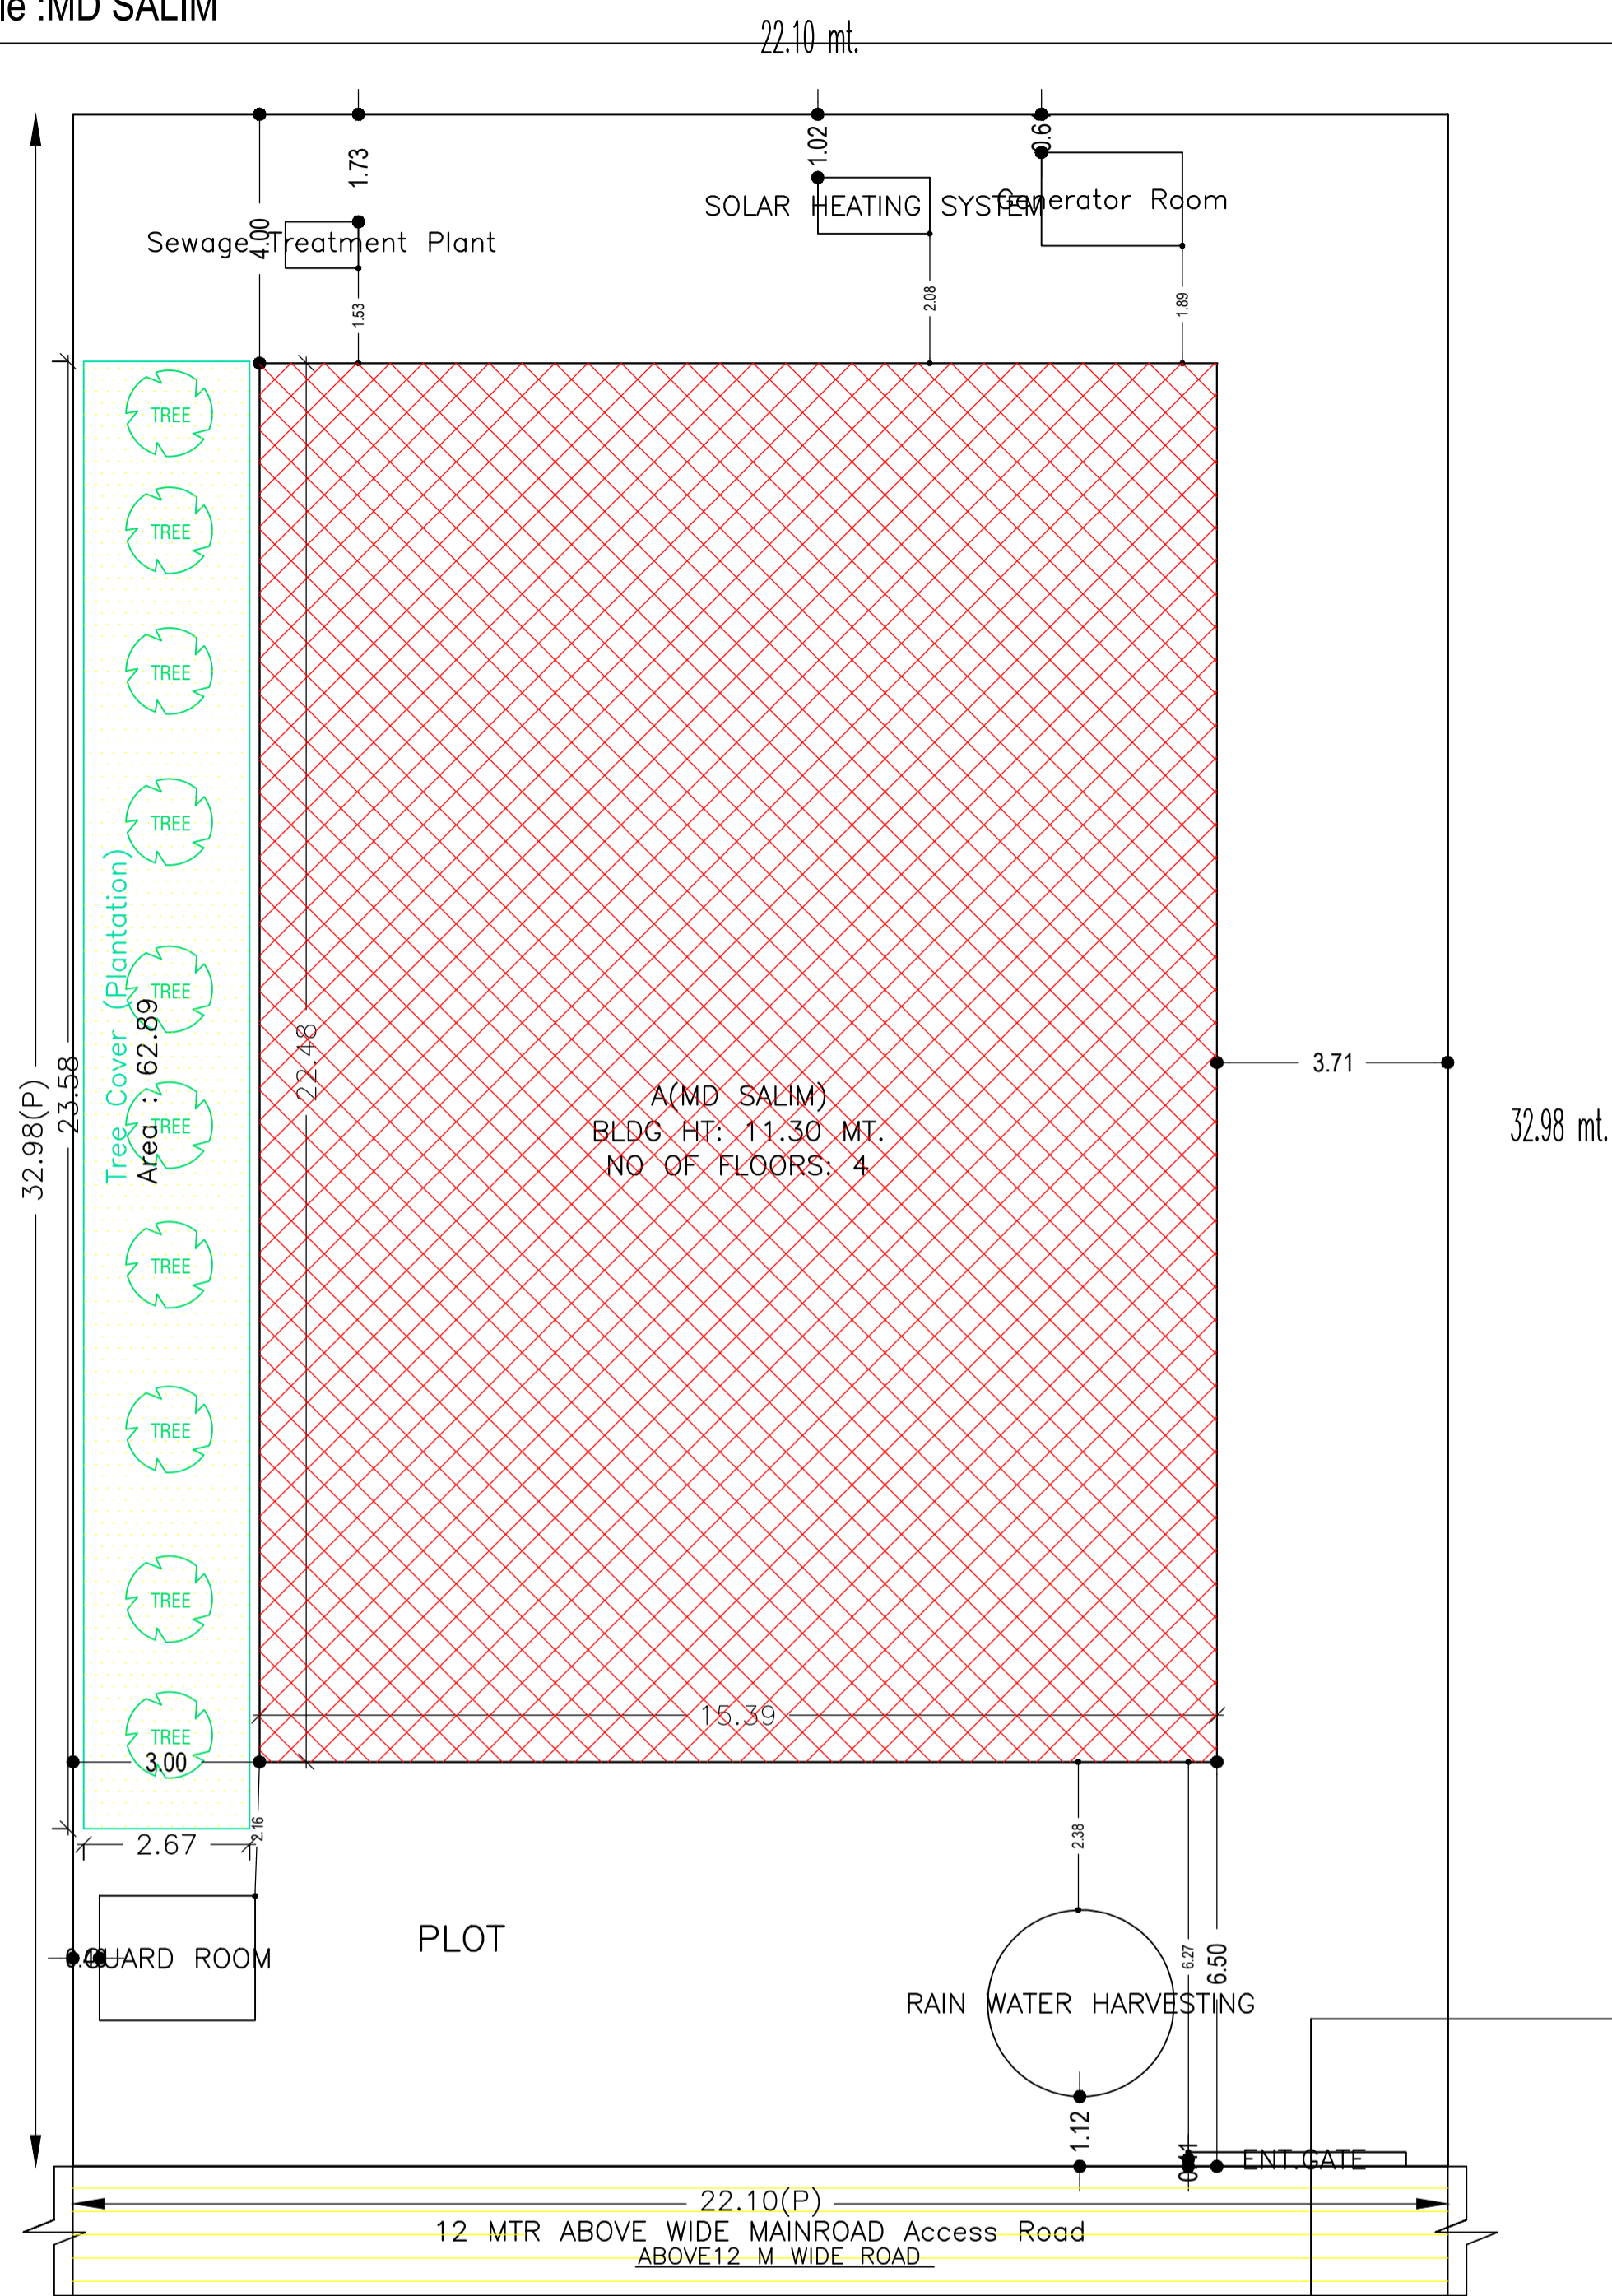 le :MD SALIM
22.10 mt.
1.73
1.02
SOLAR HEATING SYSTEM
Generator Room
4.00
Sewage Treatment Plant
1.53
2.08
1.89
TREE
TREE
TREE
TREE
TREE
TREE
TREE
TREE
TREE
TREE
Tree Cover (Plantation)
Area : 62.89
32.98(P)
23.58
22.48
A(MD SALIM)
BLDG HT: 11.30 MT.
NO OF FLOORS: 4
3.71
32.98 mt.
15.39
3.00
2.16
2.67
2.38
GUARD ROOM
PLOT
6.27
6.50
RAIN WATER HARVESTING
1.12
ENT.GATE
22.10(P)
12 MTR ABOVE WIDE MAINROAD Access Road
ABOVE12 M WIDE ROAD